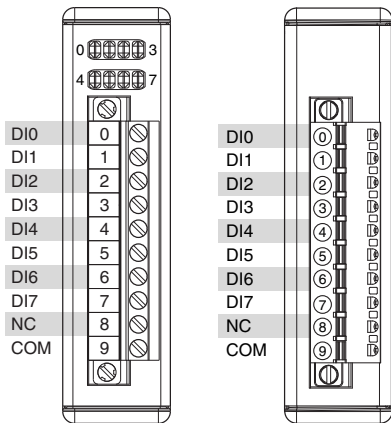 0 3
4 7
DI0 0
DI1 1
DI2 2
DI3 3
DI4 4
DI5 5
DI6 6
DI7 7
NC 8
COM 9
DI0 0
DI1 1
DI2 2
DI3 3
DI4 4
DI5 5
DI6 6
DI7 7
NC 8
COM 9